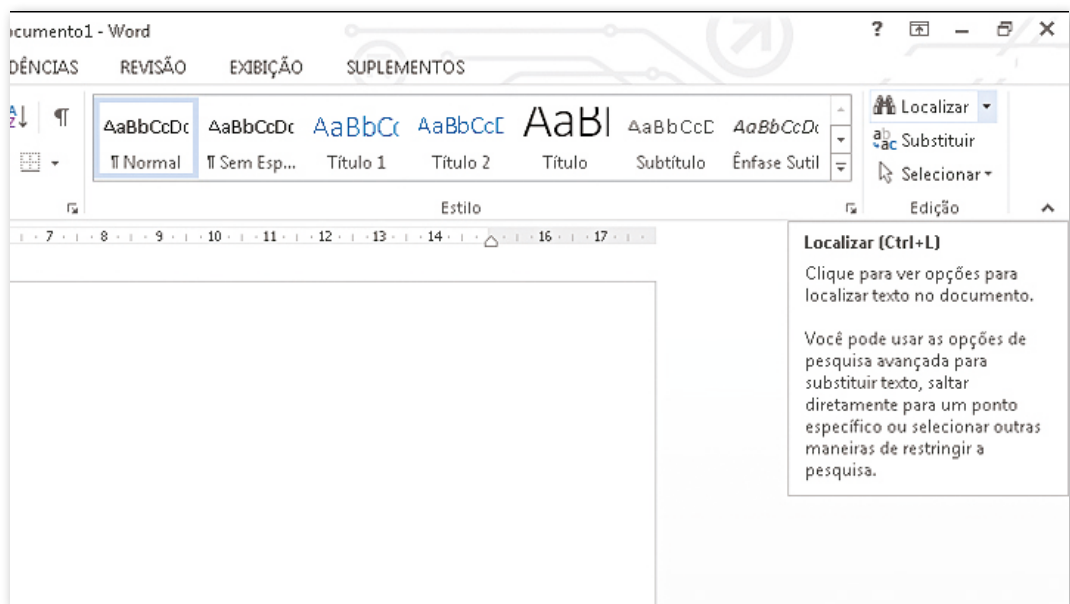 ocumento1 - Word ?
DÊNCIAS REVISÃO EXIBIÇÃO SUPLEMENTOS
AaBbCcDc AaBbCcDc AaBbCc AaBbCcD AaBl AaBbCcD AaBbCcDc
¶ Normal ¶ Sem Esp... Título 1 Título 2 Título Subtítulo Ênfase Sutil
Localizar
Substituir
Selecionar
Estilo Edição
7 8 9 10 11 12 13 14 16 17
Localizar (Ctrl+L)
Clique para ver opções para
localizar texto no documento.
Você pode usar as opções de
pesquisa avançada para
substituir texto, saltar
diretamente para um ponto
específico ou selecionar outras
maneiras de restringir a
pesquisa.